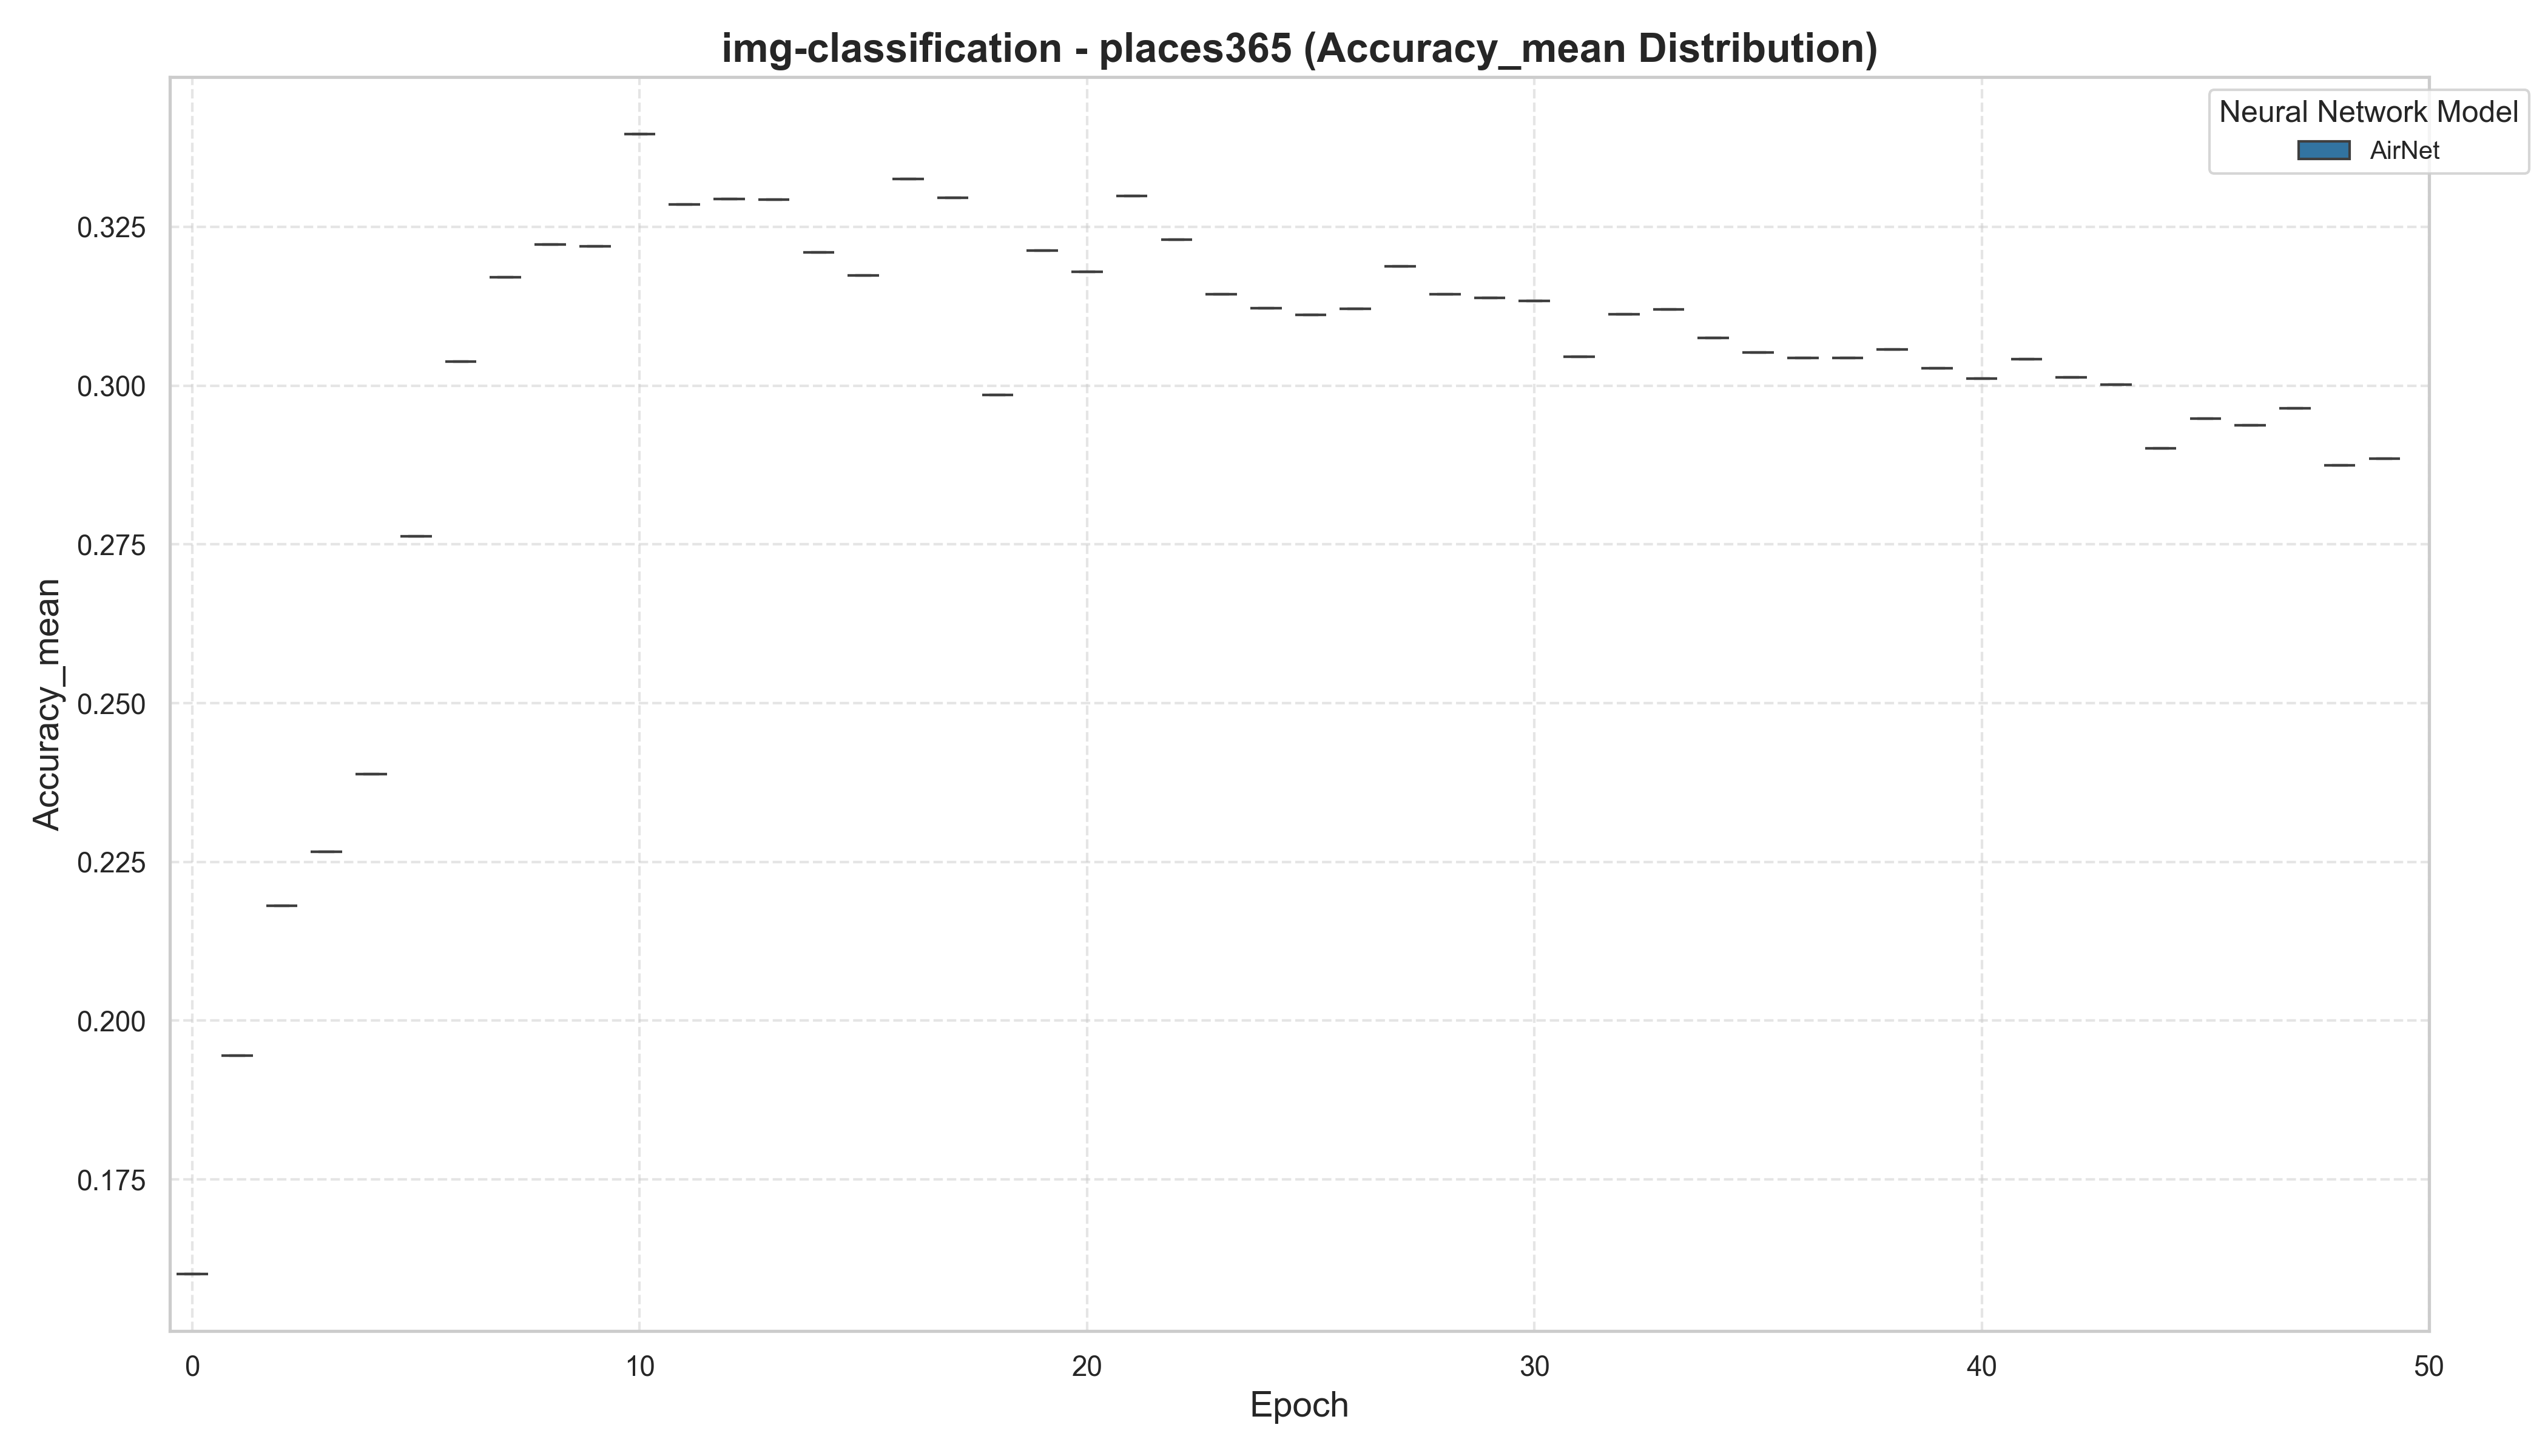 img-classification - places365 (Accuracy_mean Distribution)
Neural Network Model
AirNet
Accuracy_mean
0.325
0.300
0.275
0.250
0.225
0.200
0.175
0 10 20 30 40 50
Epoch